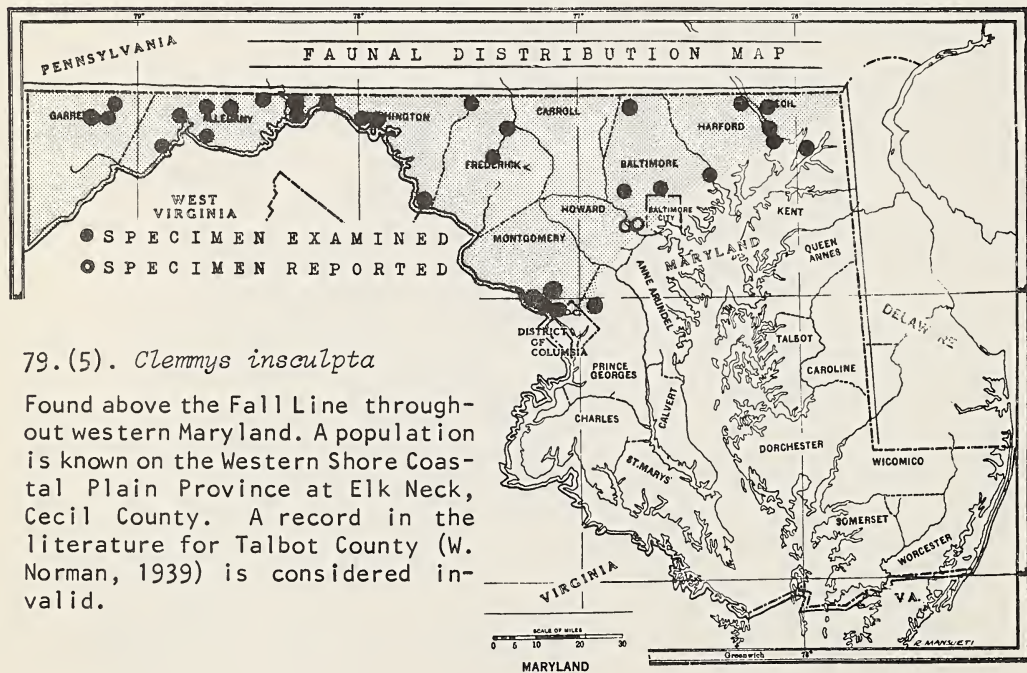 79° 77° 76°
PENNSYLVANIA
FAUNAL DISTRIBUTION MAP
ALLEGANY
CARROLL
HARFORD
FREDERICK
BALTIMORE
WEST
VIRGINIA
HOWARD
BALTIMORE
CITY
KENT
SPECIMEN EXAMINED
MONTGOMERY
MARYLAND
QUEEN
ANNES
SPECIMEN REPORTED
ANNE ARUNDEL
DISTRICT
OF
COLUMBIA
TALBOT
DELAWARE
PRINCE
GEORGES
CAROLINE
CALVERT
79.(5). Clemmys insculpta
Found above the Fall Line through-
out western Maryland. A population
is known on the Western Shore Coas-
tal Plain Province at Elk Neck,
Cecil County. A record in the
literature for Talbot County (W.
Norman, 1939) is considered in-
valid.
CHARLES
DORCHESTER
ST. MARYS
WICOMICO
SOMERSET
WORCESTER
VIRGINIA
VA.
SCALE OF MILES
0 5 10 20 30
MARYLAND
Greenwich 76°
R. MANSUETI